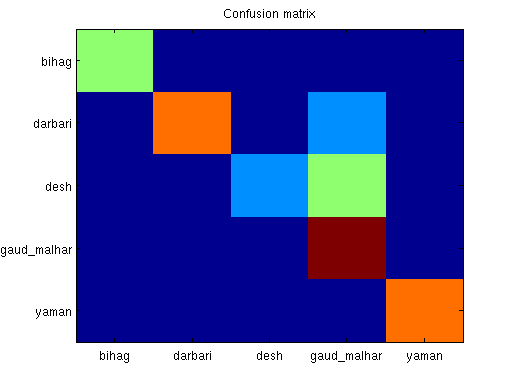 Confusion matrix
bihag
darbari
desh
gaud_malhar
yaman
bihag darbari desh gaud_malhar yaman